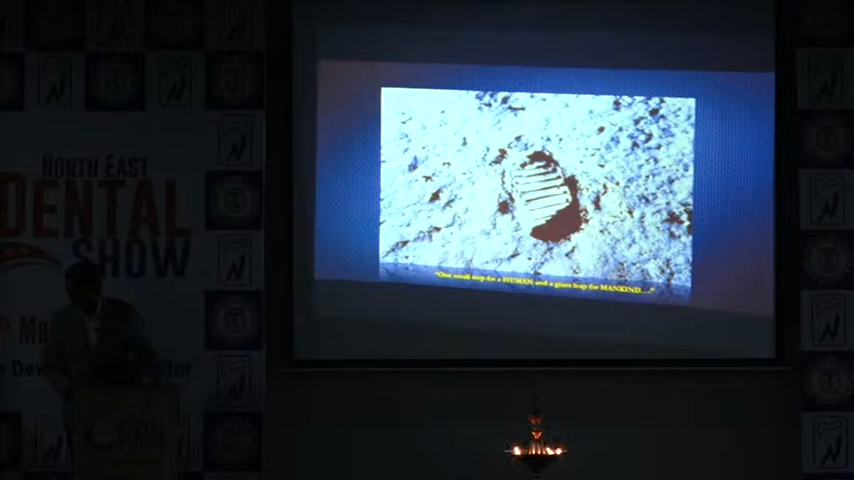 NORTH EAST
DENTAL
SHOW
"One small step for a HUMAN and a giant leap for MANKIND...."